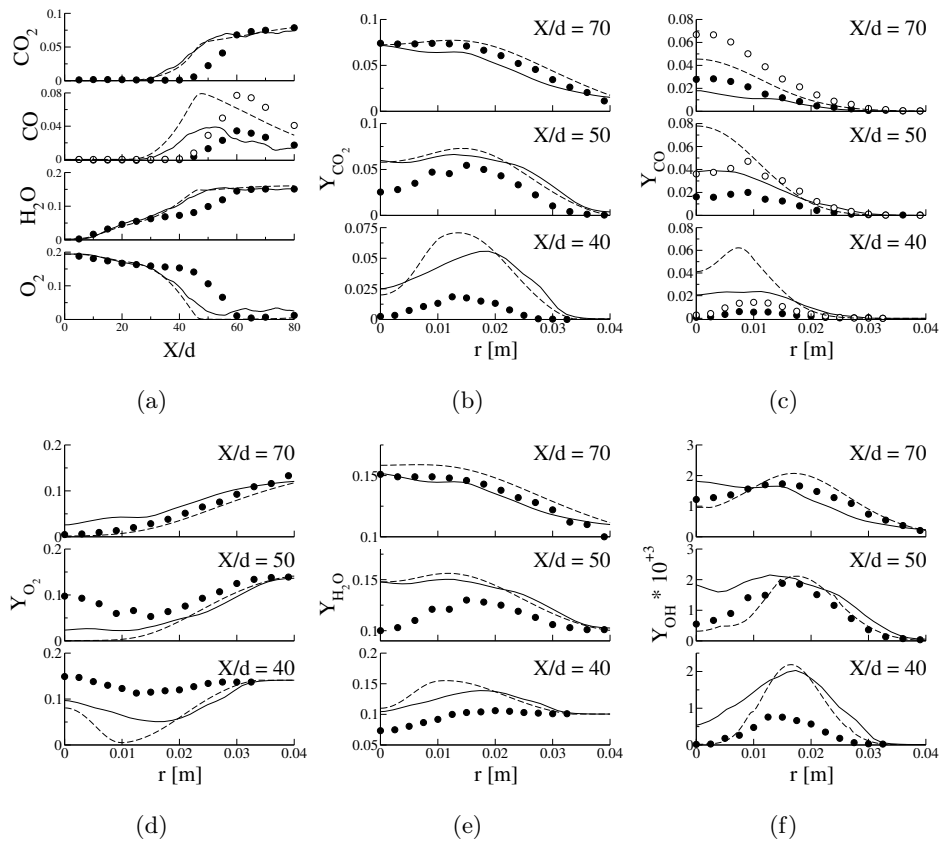 CO2
0.1
0.05
0
CO
0.08
0.04
0
H2O
0.2
0.1
0
O2
0.2
0.1
0
0 20 40 60 80
X/d
(a)
X/d = 70
0.1
0.05
0
X/d = 50
YCO2
0.1
0.05
0
X/d = 40
0.075
0.05
0.025
0
0 0.01 0.02 0.03 0.04
r [m]
(b)
X/d = 70
0.08
0.06
0.04
0.02
0
X/d = 50
YCO
0.08
0.06
0.04
0.02
0
X/d = 40
0.08
0.06
0.04
0.02
0
0 0.01 0.02 0.03 0.04
r [m]
(c)
X/d = 70
0.2
0.1
0
X/d = 50
YO2
0.2
0.1
0
X/d = 40
0.2
0.15
0.1
0.05
0
0 0.01 0.02 0.03 0.04
r [m]
(d)
X/d = 70
0.1
X/d = 50
YH2O
0.15
0.1
X/d = 40
0.2
0.15
0.1
0.05
0 0.01 0.02 0.03 0.04
r [m]
(e)
X/d = 70
3
2
1
0
X/d = 50
YOH * 10+3
3
2
1
0
X/d = 40
2
1
0
0 0.01 0.02 0.03 0.04
r [m]
(f)